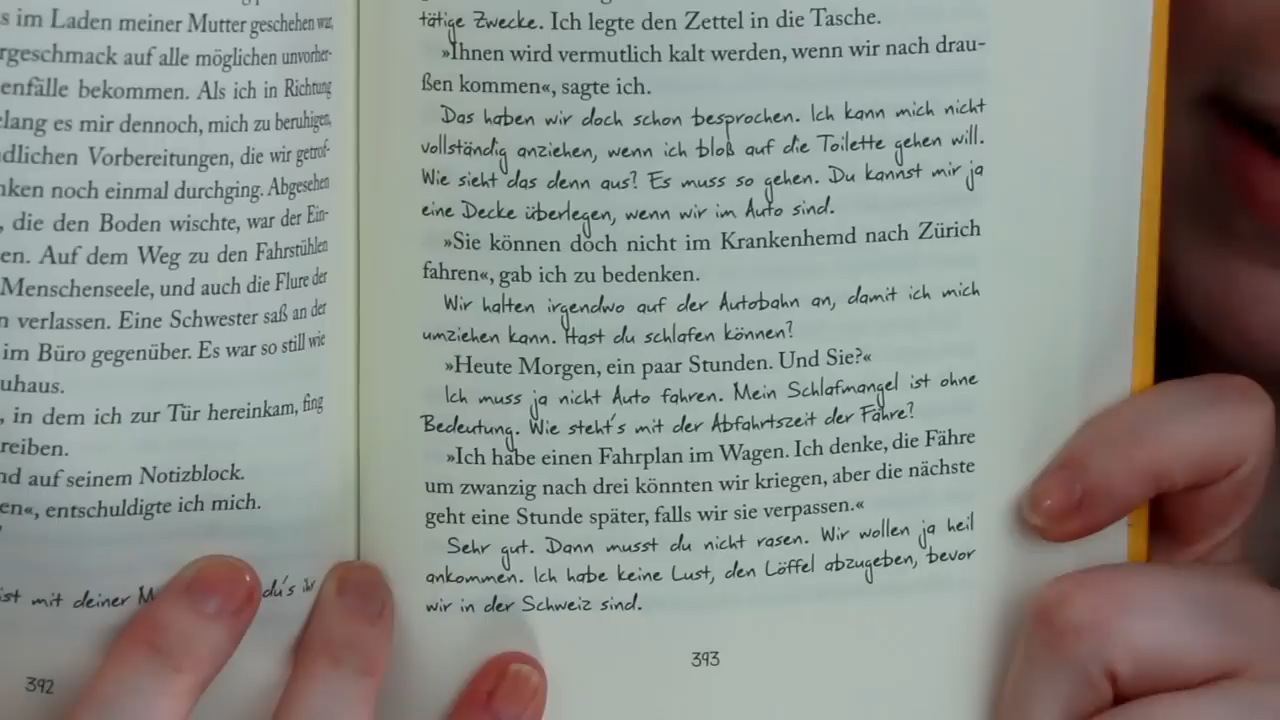 s im Laden meiner Mutter geschehen war,
rgeschmack auf alle möglichen unvorher-
enfälle bekommen. Als ich in Richtung
elang es mir dennoch, mich zu beruhigen,
dlichen Vorbereitungen, die wir getrof-
nken noch einmal durchging. Abgesehen
, die den Boden wischte, war der Ein-
en. Auf dem Weg zu den Fahrstühlen
Menschenseele, und auch die Flure der
n verlassen. Eine Schwester saß an der
im Büro gegenüber. Es war so still wie
uhaus.
, in dem ich zur Tür hereinkam, fing
reiben.
nd auf seinem Notizblock.
en«, entschuldigte ich mich.
ist mit deiner M du's ihr
392
tätige Zwecke. Ich legte den Zettel in die Tasche.
»Ihnen wird vermutlich kalt werden, wenn wir nach drau-
ßen kommen«, sagte ich.
Das haben wir doch schon besprochen. Ich kann mich nicht
vollständig anziehen, wenn ich bloß auf die Toilette gehen will.
Wie sieht das denn aus? Es muss so gehen. Du kannst mir ja
eine Decke überlegen, wenn wir im Auto sind.
»Sie können doch nicht im Krankenhemd nach Zürich
fahren«, gab ich zu bedenken.
Wir halten irgendwo auf der Autobahn an, damit ich mich
umziehen kann. Hast du schlafen können?
»Heute Morgen, ein paar Stunden. Und Sie?«
Ich muss ja nicht Auto fahren. Mein Schlafmangel ist ohne
Bedeutung. Wie steht's mit der Abfahrtszeit der Fähre?
»Ich habe einen Fahrplan im Wagen. Ich denke, die Fähre
um zwanzig nach drei könnten wir kriegen, aber die nächste
geht eine Stunde später, falls wir sie verpassen.«
Sehr gut. Dann musst du nicht rasen. Wir wollen ja heil
ankommen. Ich habe keine Lust, den Löffel abzugeben, bevor
wir in der Schweiz sind.
393